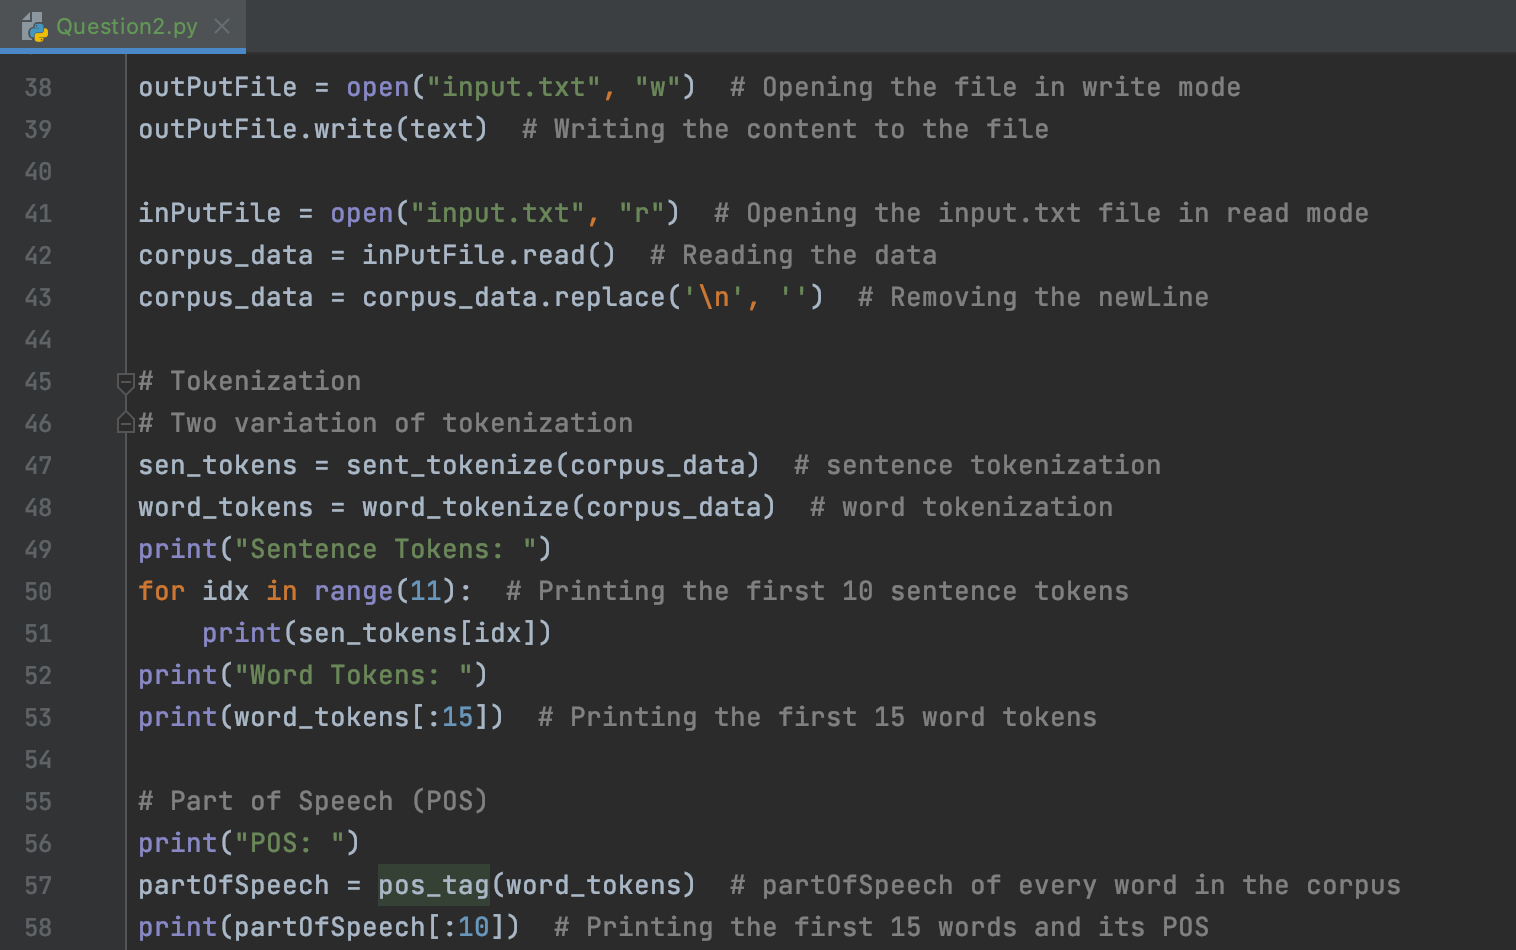 Question2.py
38 outPutFile = open("input.txt", "w")  # Opening the file in write mode
39 outPutFile.write(text)  # Writing the content to the file
40
41 inPutFile = open("input.txt", "r")  # Opening the input.txt file in read mode
42 corpus_data = inPutFile.read()  # Reading the data
43 corpus_data = corpus_data.replace('\n', '')  # Removing the newLine
44
45 # Tokenization
46 # Two variation of tokenization
47 sen_tokens = sent_tokenize(corpus_data)  # sentence tokenization
48 word_tokens = word_tokenize(corpus_data)  # word tokenization
49 print("Sentence Tokens: ")
50 for idx in range(11):  # Printing the first 10 sentence tokens
51     print(sen_tokens[idx])
52 print("Word Tokens: ")
53 print(word_tokens[:15])  # Printing the first 15 word tokens
54
55 # Part of Speech (POS)
56 print("POS: ")
57 partOfSpeech = pos_tag(word_tokens)  # partOfSpeech of every word in the corpus
58 print(partOfSpeech[:10])  # Printing the first 15 words and its POS